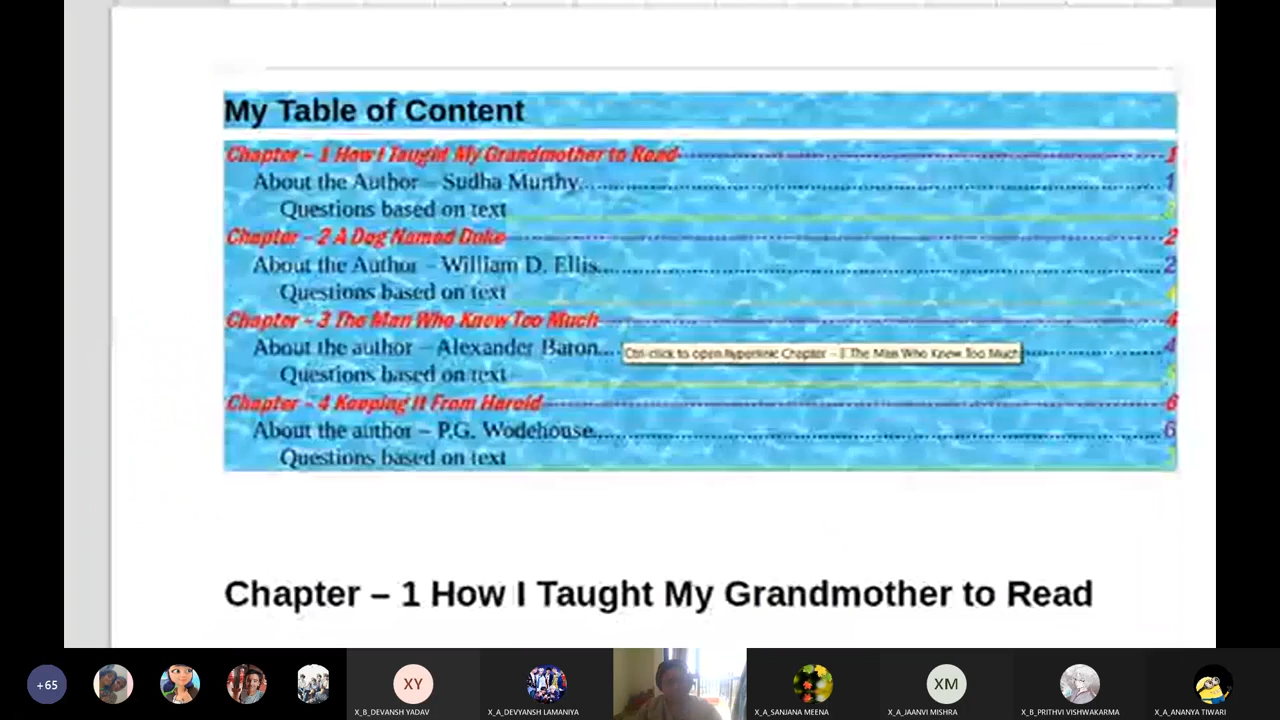 My Table of Content
Chapter – 1 How I Taught My Grandmother to Read 1
About the Author – Sudha Murthy 1
Questions based on text
Chapter – 2 A Dog Named Duke 2
About the Author – William D. Ellis 2
Questions based on text
Chapter – 3 The Man Who Knew Too Much 4
About the author – Alexander Baron 4
Ctrl-click to open hyperlink: Chapter – 3 The Man Who Knew Too Much
Questions based on text
Chapter – 4 Keeping It From Harold 6
About the author – P.G. Wodehouse 6
Questions based on text
Chapter – 1 How I Taught My Grandmother to Read
+65
XY
XM
X_B_DEVANSH YADAV
X_A_DEVYANSH LAMANIYA
X_A_SANJANA MEENA
X_A_JAANVI MISHRA
X_B_PRITHVI VISHWAKARMA
X_A_ANANYA TIWARI